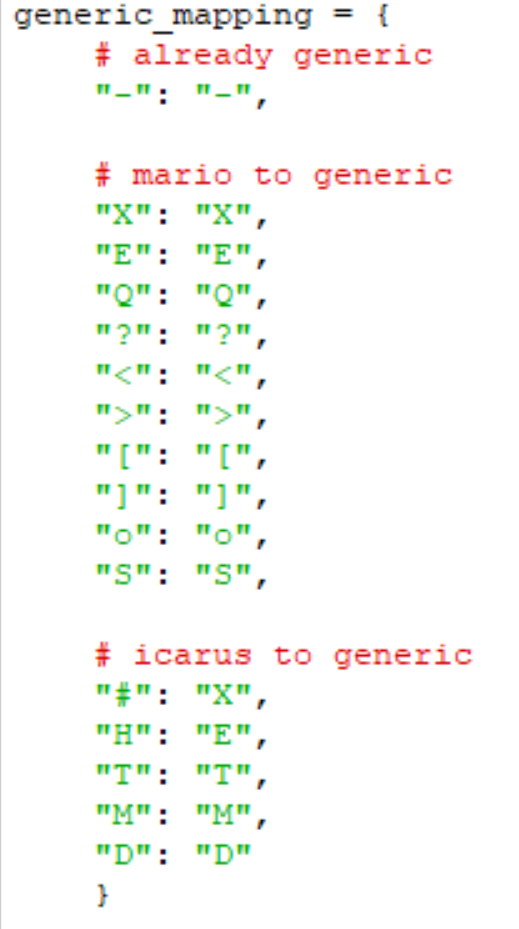 generic_mapping = {
    # already generic
    "-": "-",

    # mario to generic
    "X": "X",
    "E": "E",
    "Q": "Q",
    "?": "?",
    "<": "<",
    ">": ">",
    "[": "[",
    "]": "]",
    "o": "o",
    "S": "S",

    # icarus to generic
    "#": "X",
    "H": "E",
    "T": "T",
    "M": "M",
    "D": "D"
    }